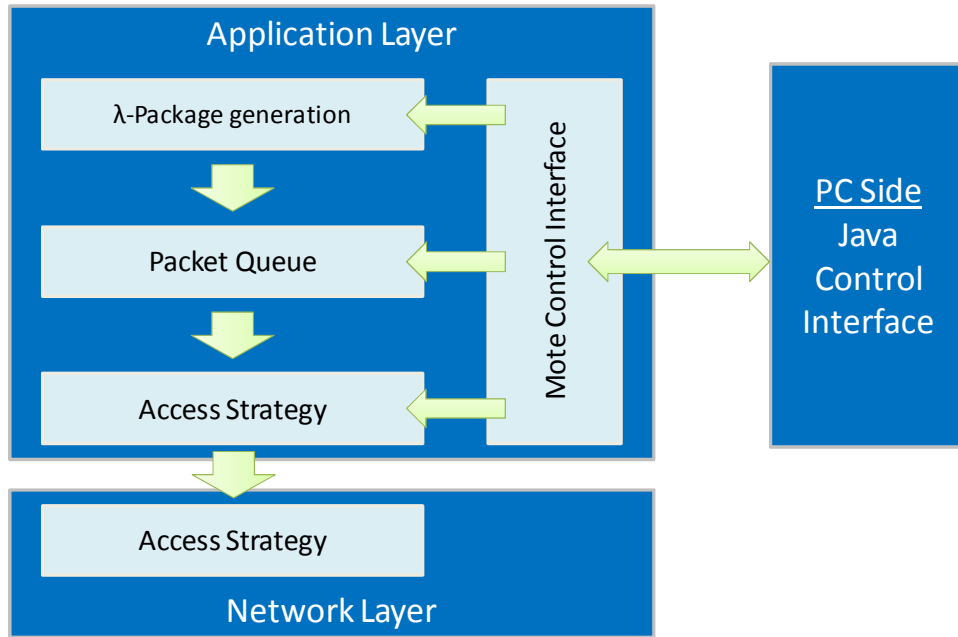 Application Layer
λ-Package generation
Packet Queue
Access Strategy
Mote Control Interface
PC Side
Java
Control
Interface
Access Strategy
Network Layer